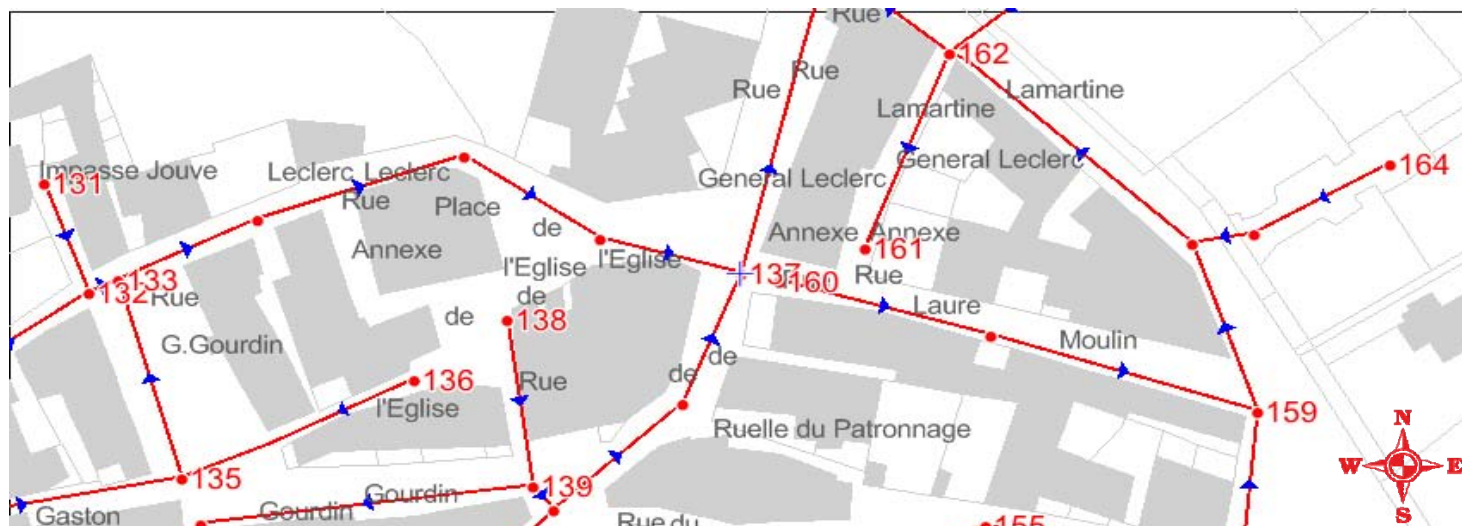 Rue
162
Rue
Rue
Lamartine
Lamartine
General Leclerc
Impasse Jouve
Leclerc Leclerc
164
131
General Leclerc
Rue
Place
de
Annexe
Annexe Annexe
161
l'Eglise
l'Eglise
137
160
Rue
133
132
Rue
de
de
138
Laure
G.Gourdin
Moulin
de
de
136
Rue
l'Eglise
159
N
Ruelle du Patronnage
W E
135
139
Gourdin
Gourdin
Gaston
Rue du
155
S